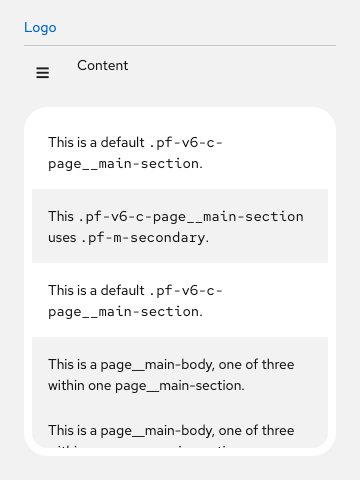 Logo
Content
This is a default .pf-v6-c-
page__main-section.
This .pf-v6-c-page__main-section
uses .pf-m-secondary.
This is a default .pf-v6-c-
page__main-section.
This is a page__main-body, one of three
within one page__main-section.
This is a page__main-body, one of three